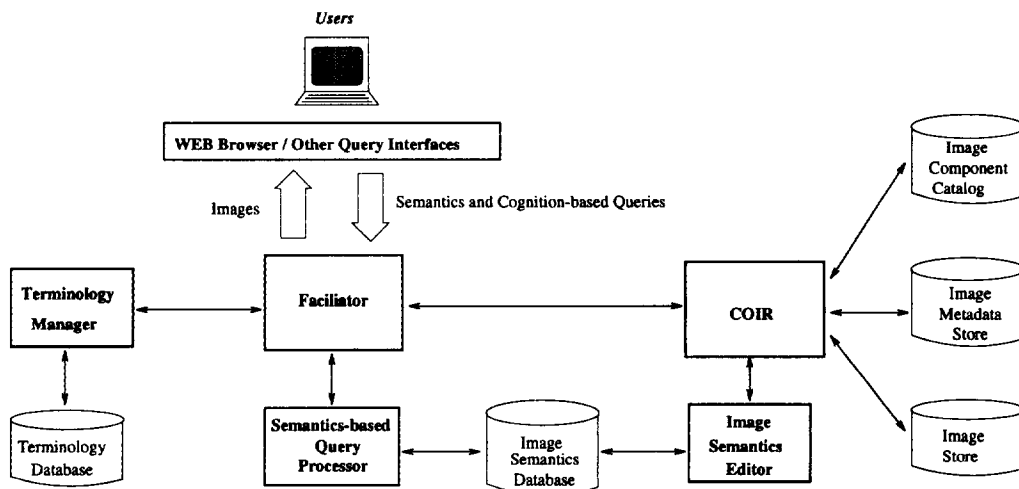 Users
WEB Browser / Other Query Interfaces
Images
Semantics and Cognition-based Queries
Image
Component
Catalog
Terminology
Manager
Faciliator
COIR
Image
Metadata
Store
Terminology
Database
Semantics-based
Query
Processor
Image
Semantics
Database
Image
Semantics
Editor
Image
Store